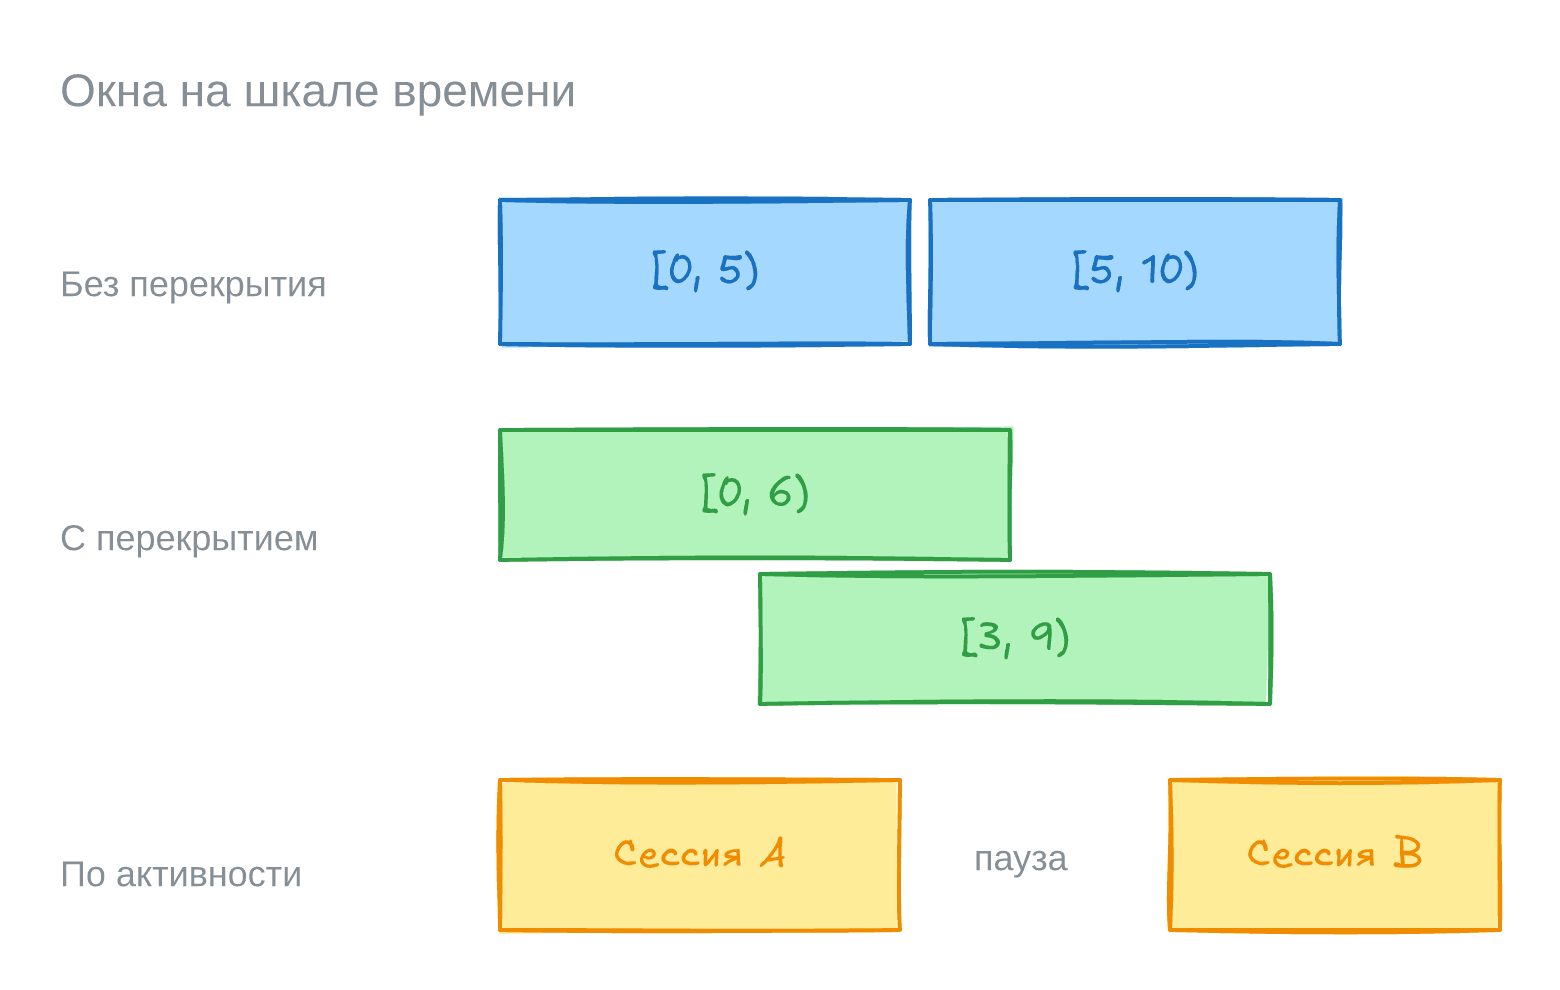 Окна на шкале времени
Без перекрытия
[0, 5)
[5, 10)
С перекрытием
[0, 6)
[3, 9)
По активности
Сессия A
пауза
Сессия B